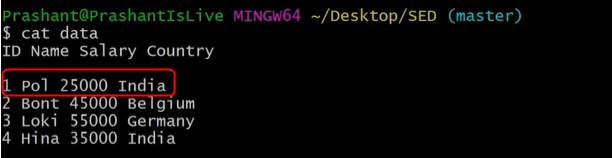 Prashant@PrashantIsLive MINGW64 ~/Desktop/SED (master)
$ cat data
ID Name Salary Country
1 Pol 25000 India
2 Bont 45000 Belgium
3 Loki 55000 Germany
4 Hina 35000 India